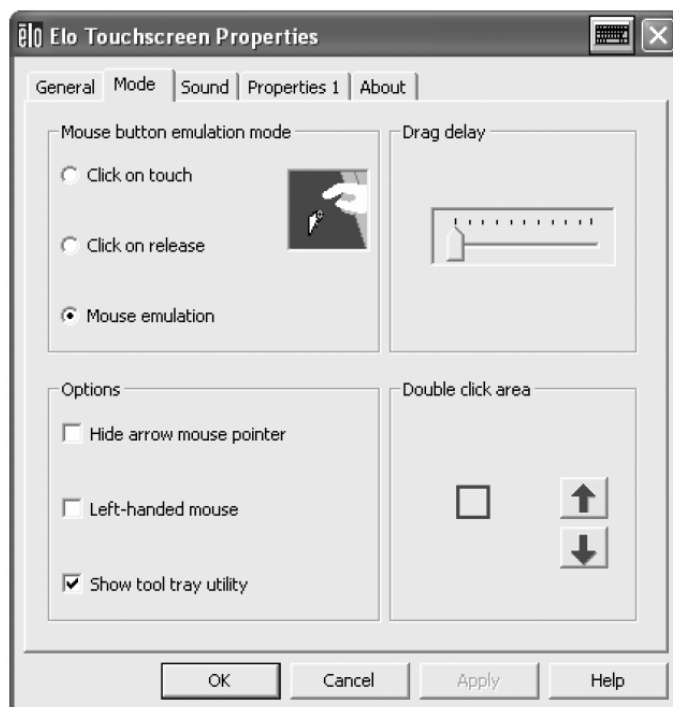 ēlo Elo Touchscreen Properties
General Mode Sound Properties 1 About
Mouse button emulation mode
Click on touch
Click on release
Mouse emulation
Drag delay
Options
Hide arrow mouse pointer
Left-handed mouse
Show tool tray utility
Double click area
OK Cancel Apply Help